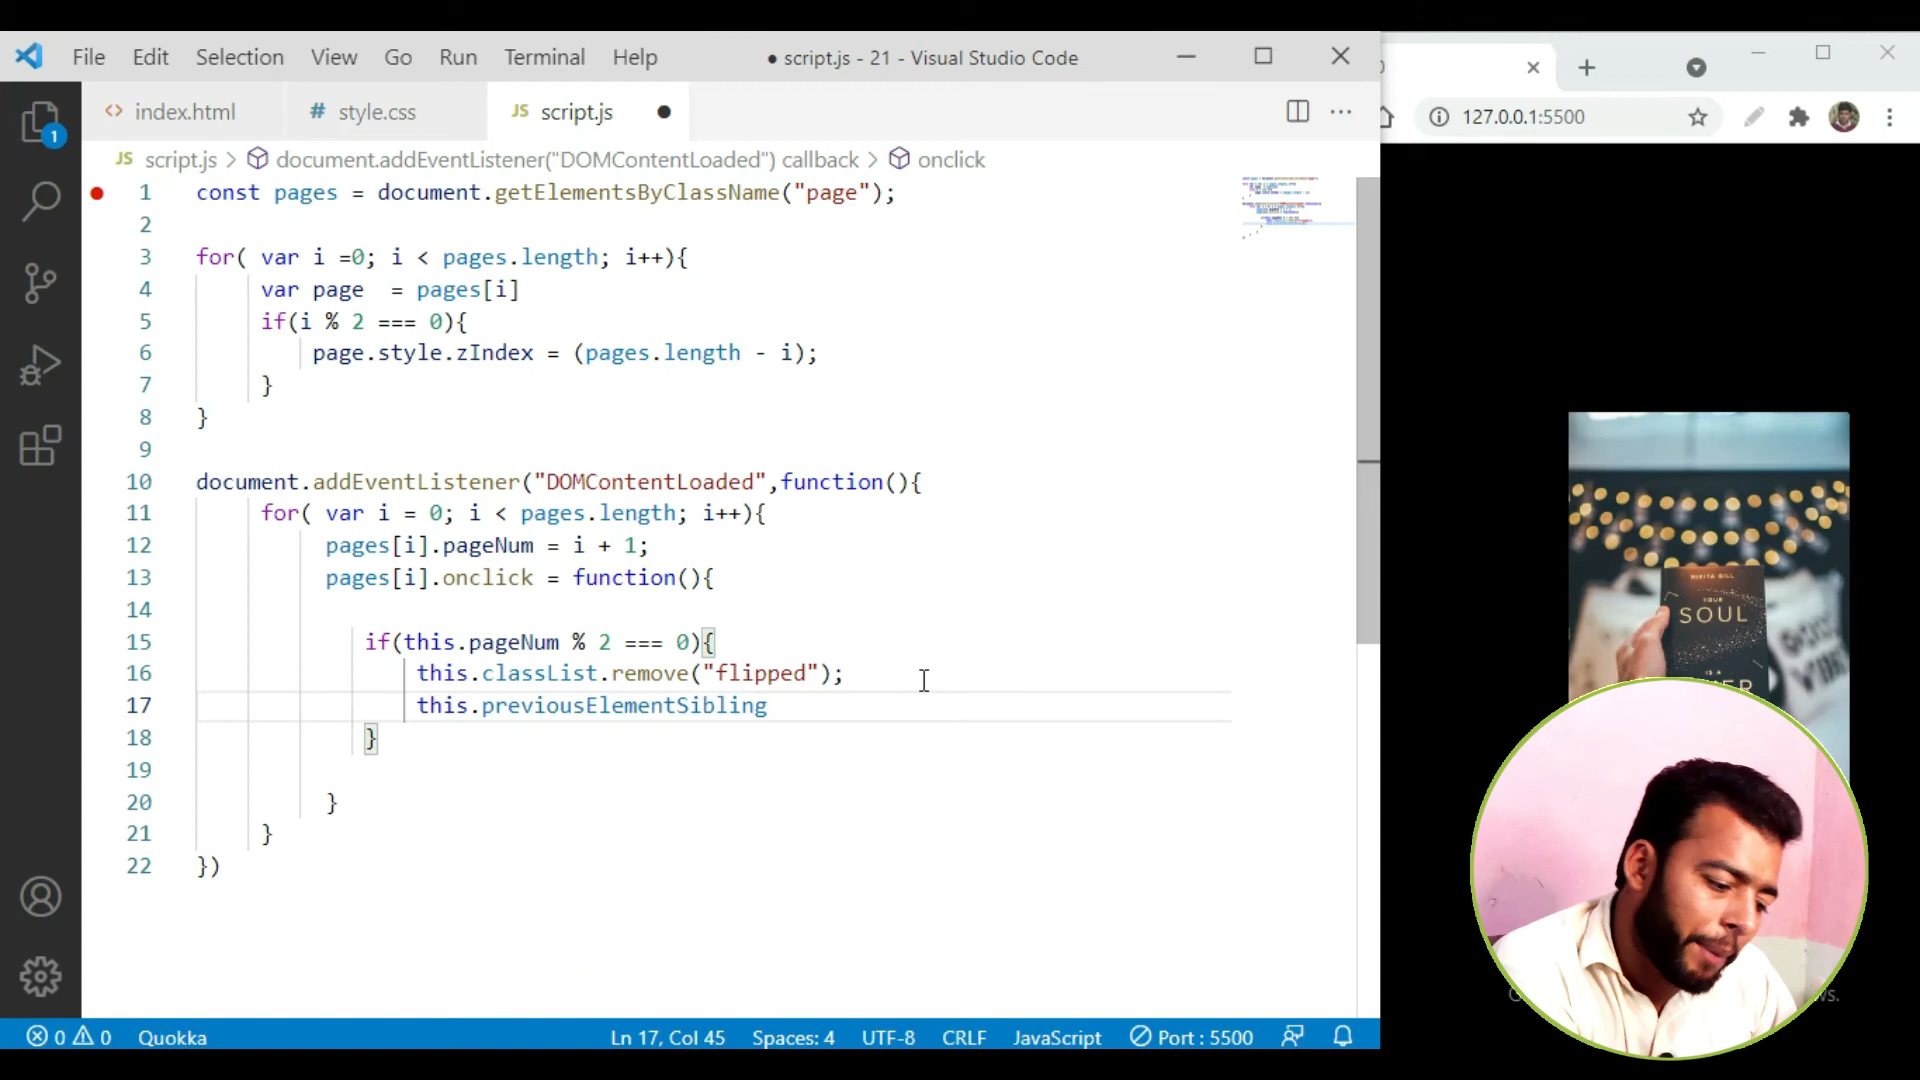 File Edit Selection View Go Run Terminal Help ● script.js - 21 - Visual Studio Code
index.html # style.css JS script.js ●
127.0.0.1:5500
JS script.js > document.addEventListener("DOMContentLoaded") callback > onclick
1 const pages = document.getElementsByClassName("page");
2
3 for( var i =0; i < pages.length; i++){
4 var page  = pages[i]
5 if(i % 2 === 0){
6 page.style.zIndex = (pages.length - i);
7 }
8 }
9
10 document.addEventListener("DOMContentLoaded",function(){
11 for( var i = 0; i < pages.length; i++){
12 pages[i].pageNum = i + 1;
13 pages[i].onclick = function(){
14
15 if(this.pageNum % 2 === 0){
16 this.classList.remove("flipped");
17 this.previousElementSibling
18 }
19
20 }
21 }
22 })
1
SOUL
IS A
0 0 Quokka Ln 17, Col 45 Spaces: 4 UTF-8 CRLF JavaScript Port : 5500